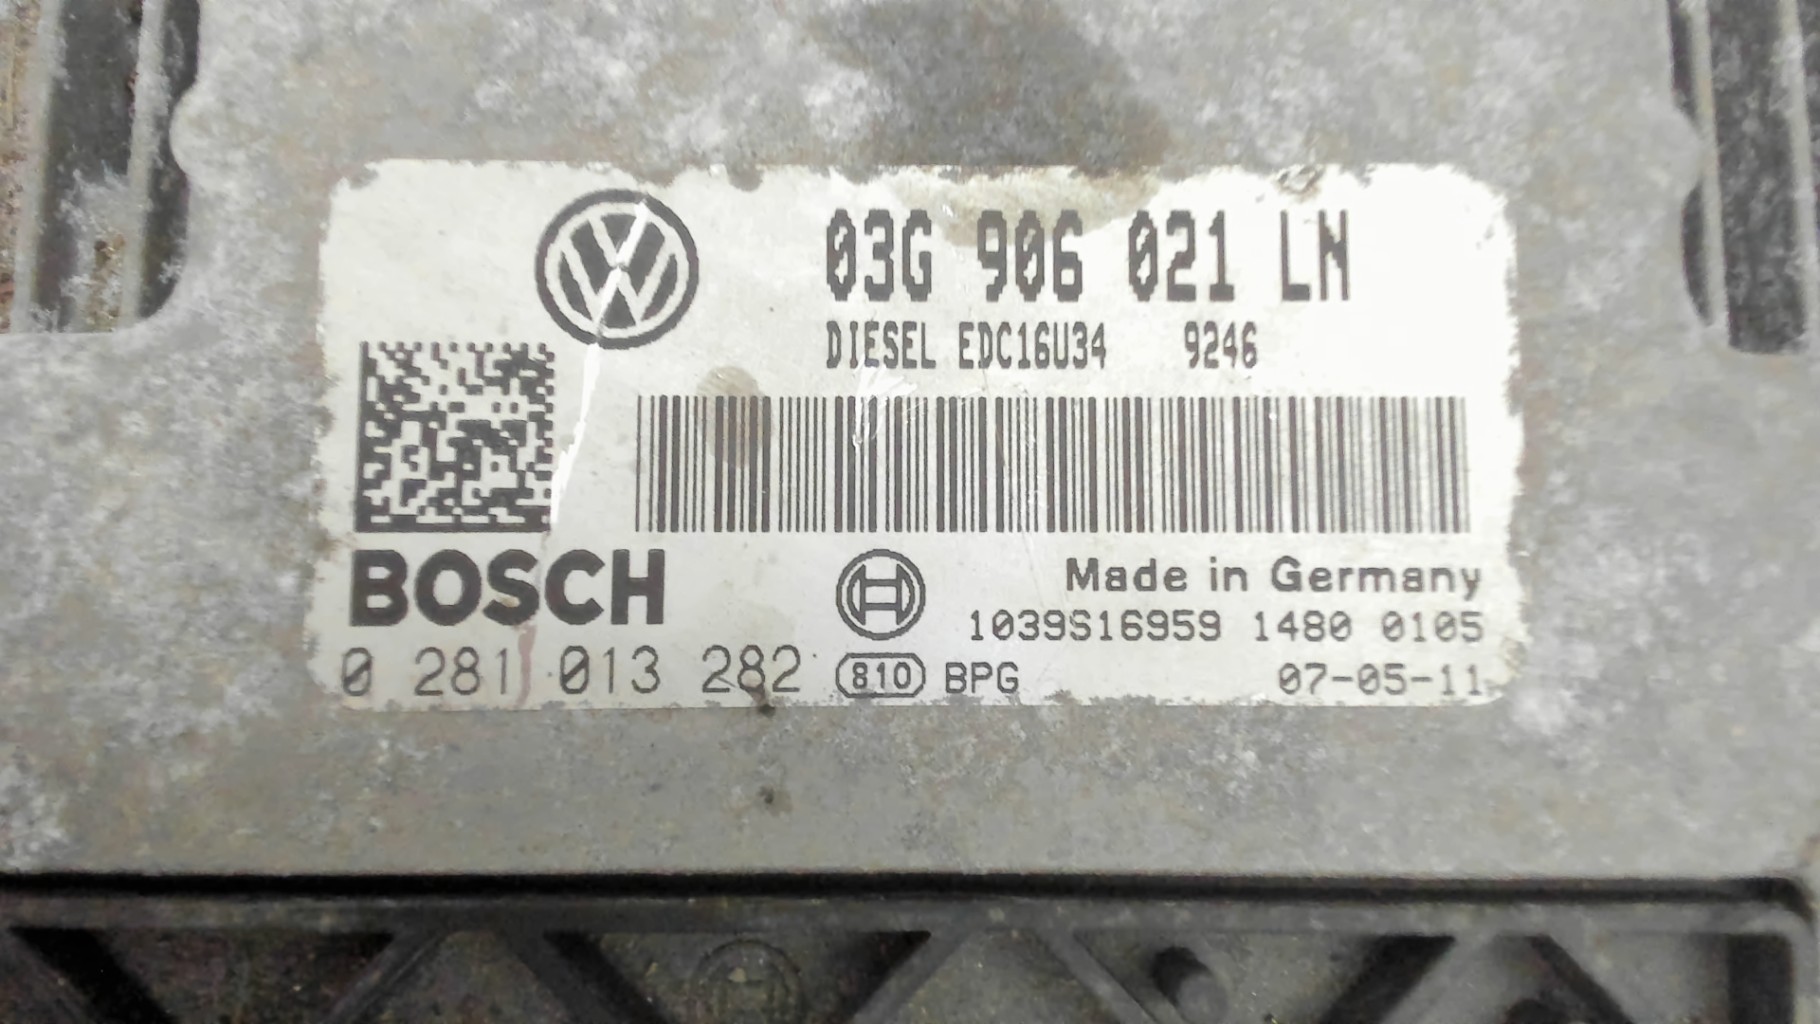 03G 906 021 LN
DIESEL EDC16U34 9246
BOSCH
Made in Germany
1039S16959 1480 0105
0 281 013 282 810 BPG 07-05-11